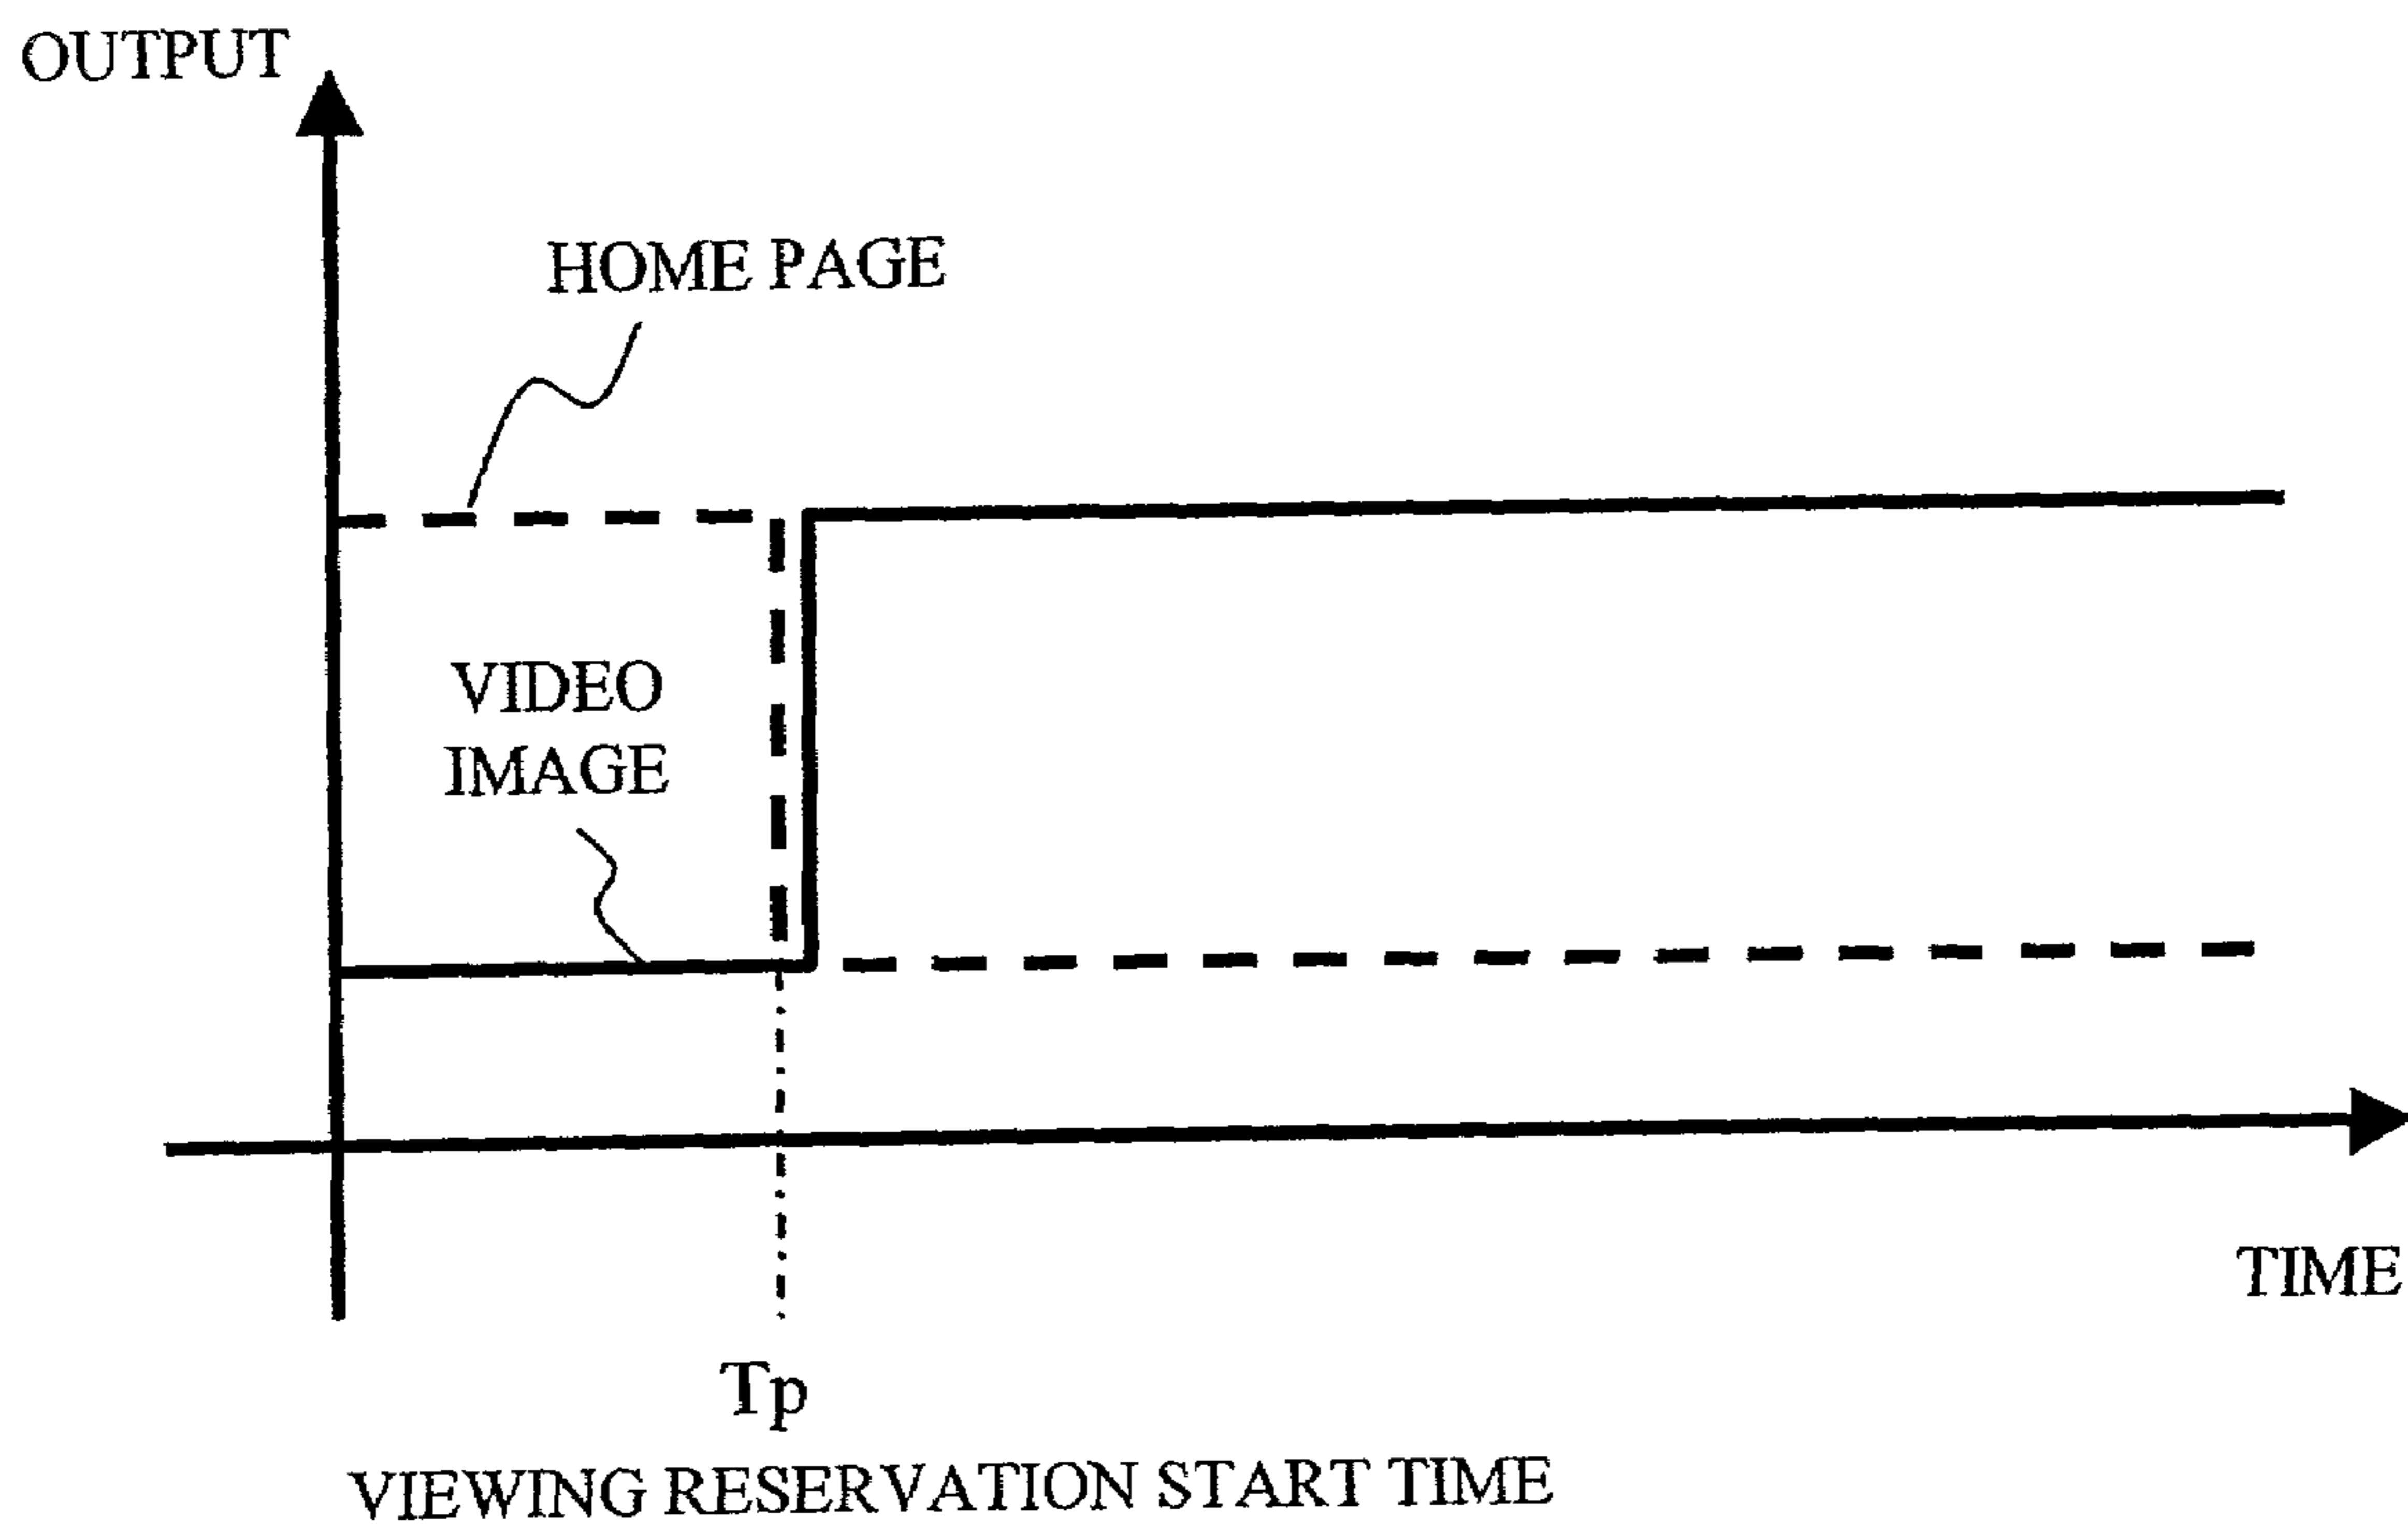 OUTPUT
HOME PAGE
VIDEO
IMAGE
TIME
Tp
VIEWING RESERVATION START TIME